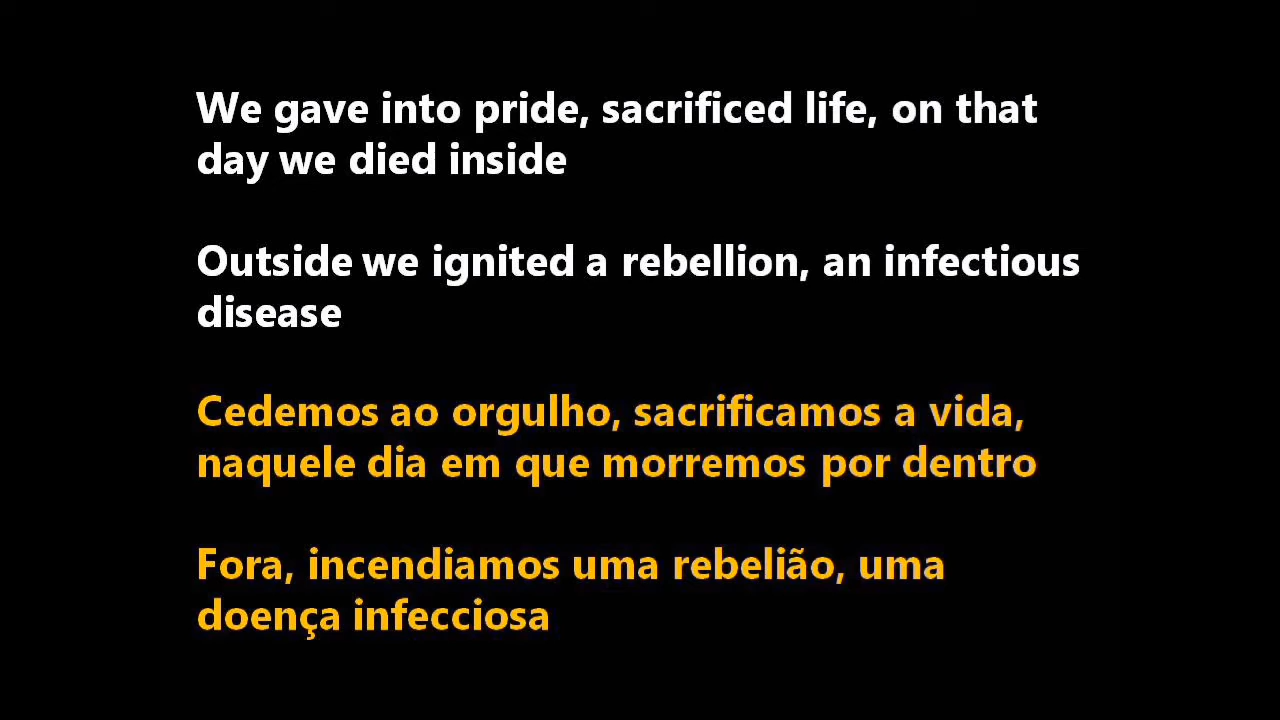 We gave into pride, sacrificed life, on that
day we died inside
Outside we ignited a rebellion, an infectious
disease
Cedemos ao orgulho, sacrificamos a vida,
naquele dia em que morremos por dentro
Fora, incendiamos uma rebelião, uma
doença infecciosa